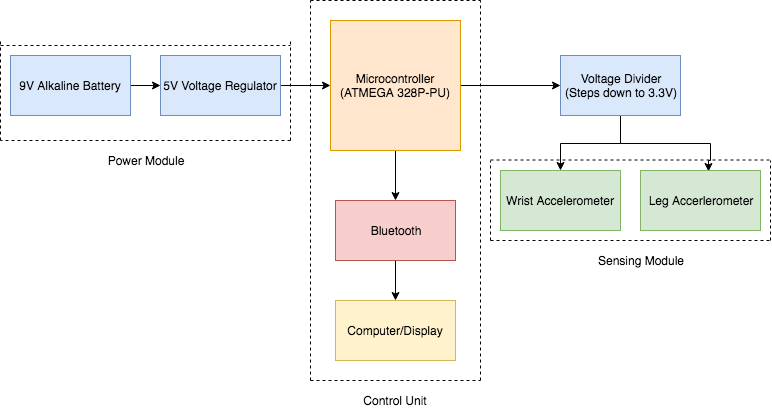 9V Alkaline Battery
5V Voltage Regulator
Power Module
Microcontroller
(ATMEGA 328P-PU)
Bluetooth
Computer/Display
Control Unit
Voltage Divider
(Steps down to 3.3V)
Wrist Accelerometer
Leg Accerlerometer
Sensing Module